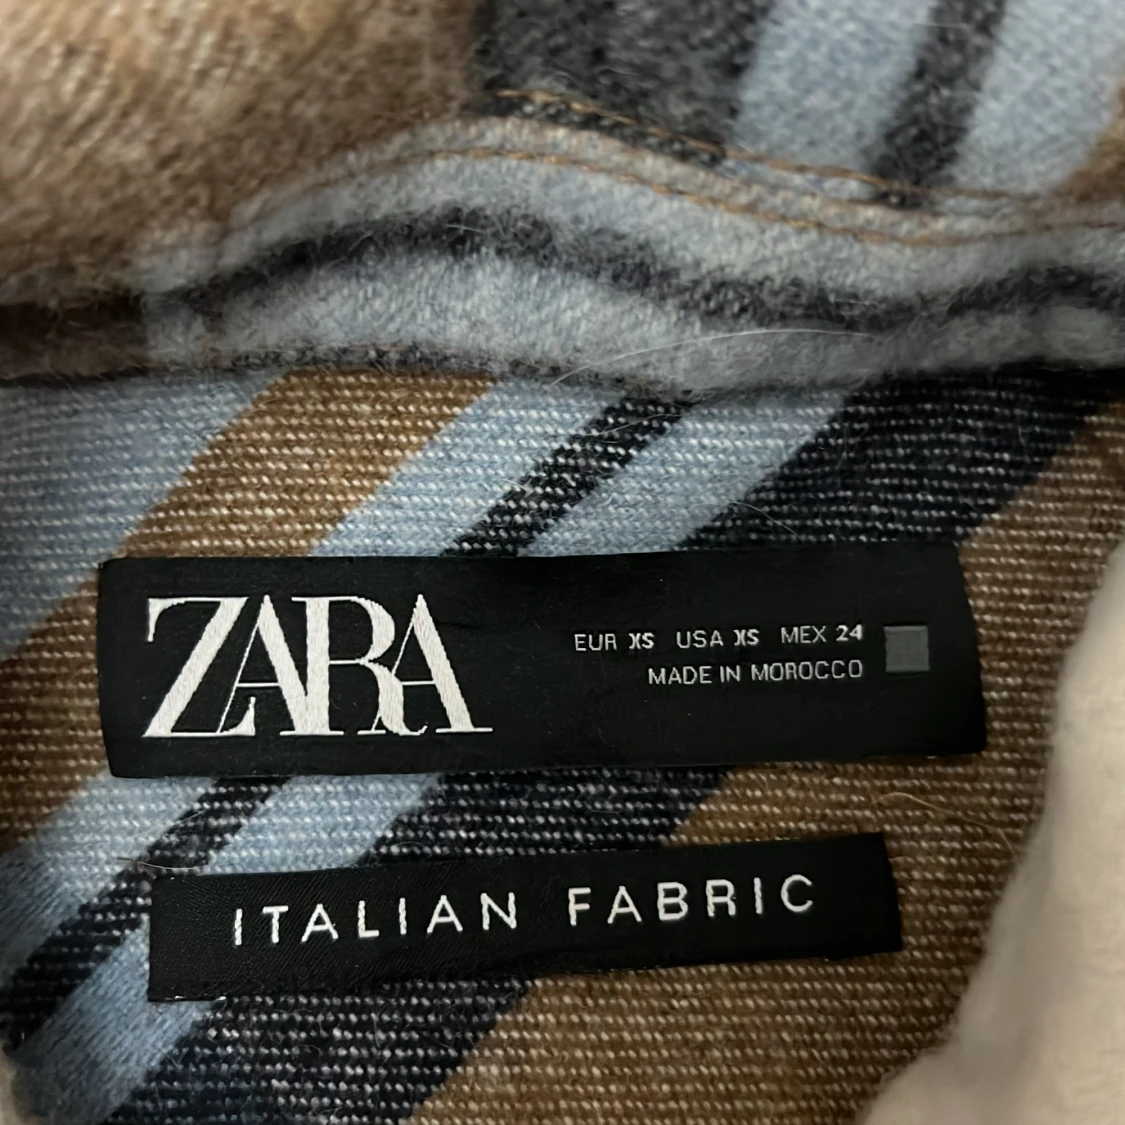 ZARA
EUR XS USA XS MEX 24
MADE IN MOROCCO
ITALIAN FABRIC